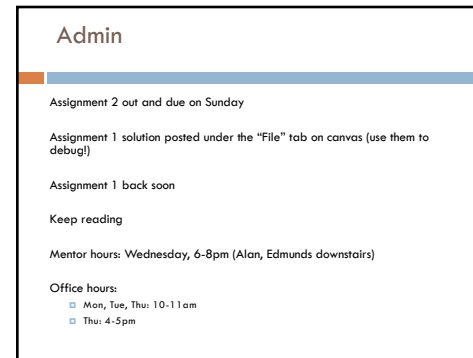 Admin
Assignment 2 out and due on Sunday
Assignment 1 solution posted under the “File” tab on canvas (use them to
debug!)
Assignment 1 back soon
Keep reading
Mentor hours: Wednesday, 6-8pm (Alan, Edmunds downstairs)
Office hours:
Mon, Tue, Thu: 10-11am
Thu: 4-5pm